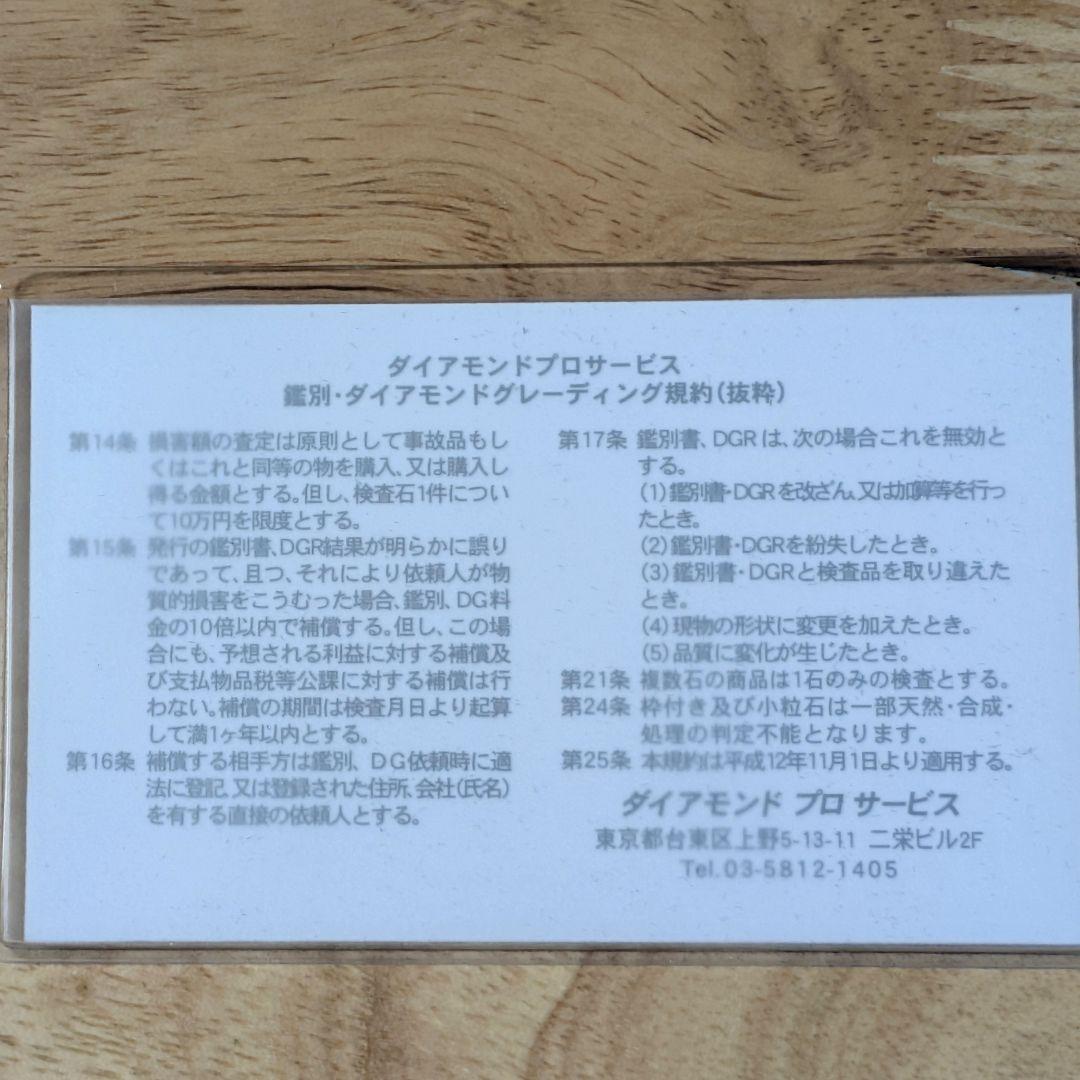 ダイアモンドプロサービス
鑑別・ダイアモンドグレーディング規約(抜粋)
第14条 損害額の査定は原則として事故品もし
くはこれと同等の物を購入、又は購入し
得る金額とする。但し、検査石1件につい
て10万円を限度とする。
第15条 発行の鑑別書、DGR結果が明らかに誤り
であって、且つ、それにより依頼人が物
質的損害をこうむった場合、鑑別、DG料
金の10倍以内で補償する。但し、この場
合にも、予想される利益に対する補償及
び支払物品税等公課に対する補償は行
わない。補償の期間は検査月日より起算
して満1ヶ年以内とする。
第16条 補償する相手方は鑑別、DG依頼時に適
法に登記、又は登録された住所、会社(氏名)
を有する直接の依頼人とする。
第17条 鑑別書、DGRは、次の場合これを無効と
する。
(1)鑑別書・DGRを改ざん、又は加算等を行っ
たとき。
(2)鑑別書・DGRを紛失したとき。
(3)鑑別書・DGRと検査品を取り違えた
とき。
(4)現物の形状に変更を加えたとき。
(5)品質に変化が生じたとき。
第21条 複数石の商品は1石のみの検査とする。
第24条 枠付き及び小粒石は一部天然・合成・
処理の判定不能となります。
第25条 本規約は平成12年11月1日より適用する。
ダイアモンド プロ サービス
東京都台東区上野5-13-11 二栄ビル2F
Tel.03-5812-1405